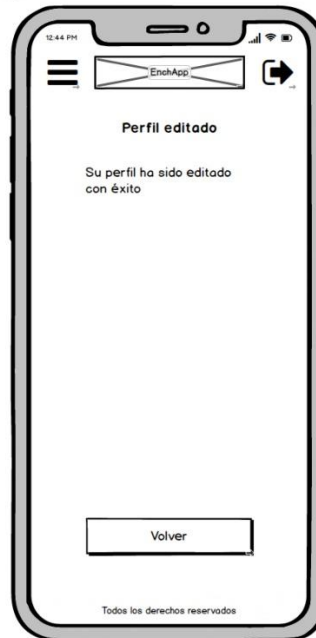 12:44 PM
EnchApp
Perfil editado
Su perfil ha sido editado
con éxito
Volver
Todos los derechos reservados